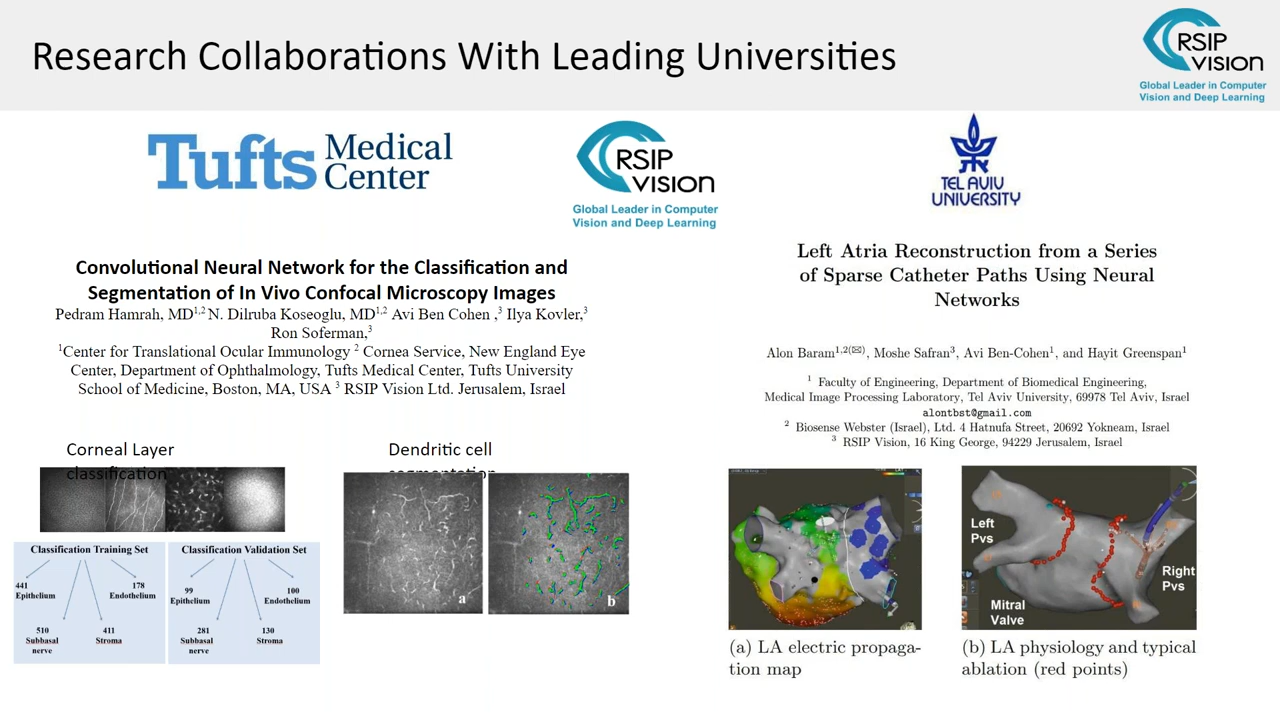 Research Collaborations With Leading Universities
RSIP
VISION
Global Leader in Computer
Vision and Deep Learning
Tufts Medical
Center
RSIP
VISION
Global Leader in Computer
Vision and Deep Learning
TEL AVIV
UNIVERSITY
Convolutional Neural Network for the Classification and
Segmentation of In Vivo Confocal Microscopy Images
Pedram Hamrah, MD1,2 N. Dilruba Koseoglu, MD1,2 Avi Ben Cohen ,3 Ilya Kovler,3
Ron Soferman,3
1Center for Translational Ocular Immunology 2 Cornea Service, New England Eye
Center, Department of Ophthalmology, Tufts Medical Center, Tufts University
School of Medicine, Boston, MA, USA 3 RSIP Vision Ltd. Jerusalem, Israel
Corneal Layer
classification
Dendritic cell
segmentation
Classification Training Set
441
Epithelium
178
Endothelium
510
Subbasal
nerve
411
Stroma
Classification Validation Set
99
Epithelium
100
Endothelium
281
Subbasal
nerve
130
Stroma
a
b
Left Atria Reconstruction from a Series
of Sparse Catheter Paths Using Neural
Networks
Alon Baram1,2(✉), Moshe Safran3, Avi Ben-Cohen1, and Hayit Greenspan1
1 Faculty of Engineering, Department of Biomedical Engineering,
Medical Image Processing Laboratory, Tel Aviv University, 69978 Tel Aviv, Israel
alontbst@gmail.com
2 Biosense Webster (Israel), Ltd. 4 Hatnufa Street, 20692 Yokneam, Israel
3 RSIP Vision, 16 King George, 94229 Jerusalem, Israel
Left
Pvs
Right
Pvs
Mitral
Valve
(a) LA electric propaga-
tion map
(b) LA physiology and typical
ablation (red points)